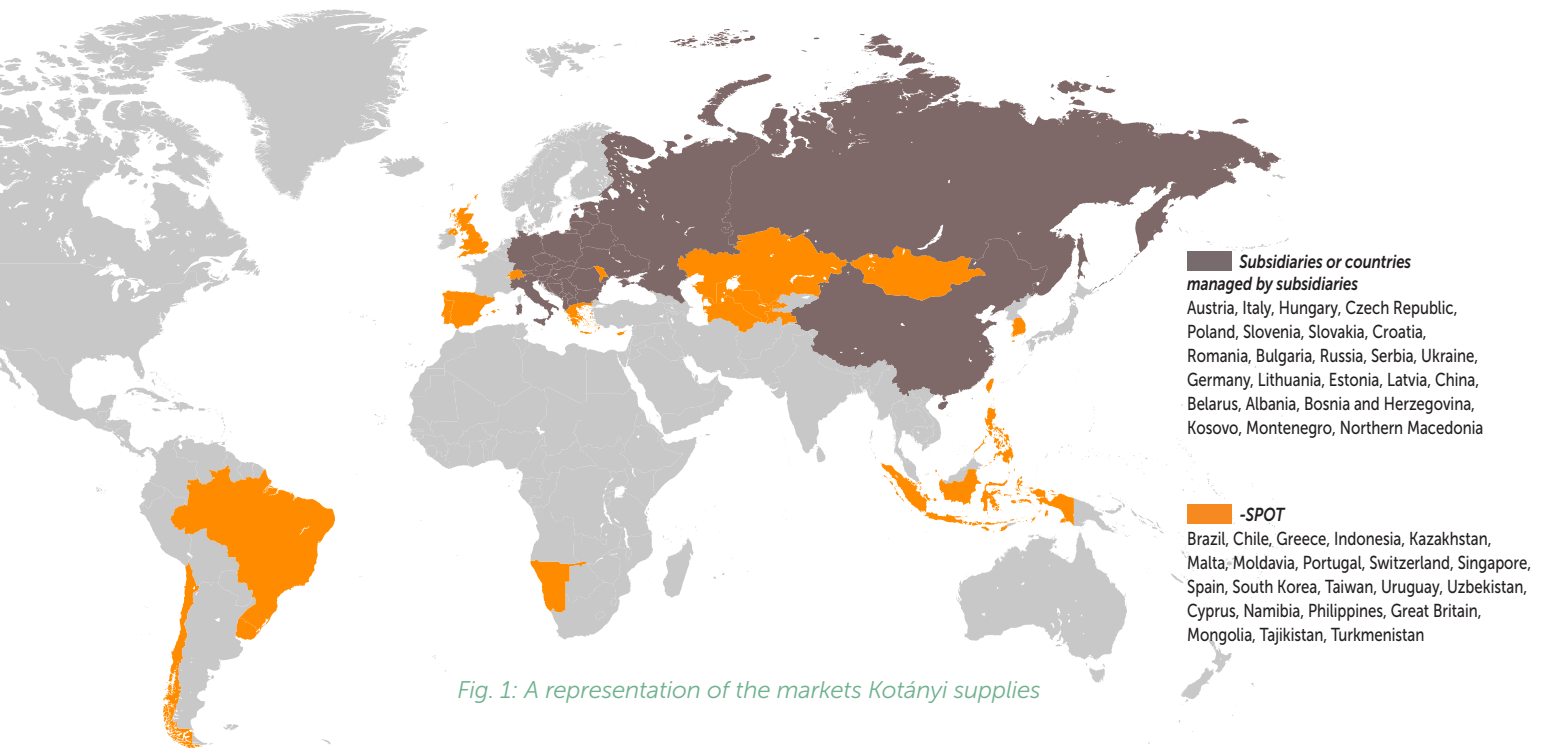 Subsidiaries or countries
managed by subsidiaries
Austria, Italy, Hungary, Czech Republic,
Poland, Slovenia, Slovakia, Croatia,
Romania, Bulgaria, Russia, Serbia, Ukraine,
Germany, Lithuania, Estonia, Latvia, China,
Belarus, Albania, Bosnia and Herzegovina,
Kosovo, Montenegro, Northern Macedonia
-SPOT
Brazil, Chile, Greece, Indonesia, Kazakhstan,
Malta, Moldavia, Portugal, Switzerland, Singapore,
Spain, South Korea, Taiwan, Uruguay, Uzbekistan,
Cyprus, Namibia, Philippines, Great Britain,
Mongolia, Tajikistan, Turkmenistan
Fig. 1: A representation of the markets Kotányi supplies